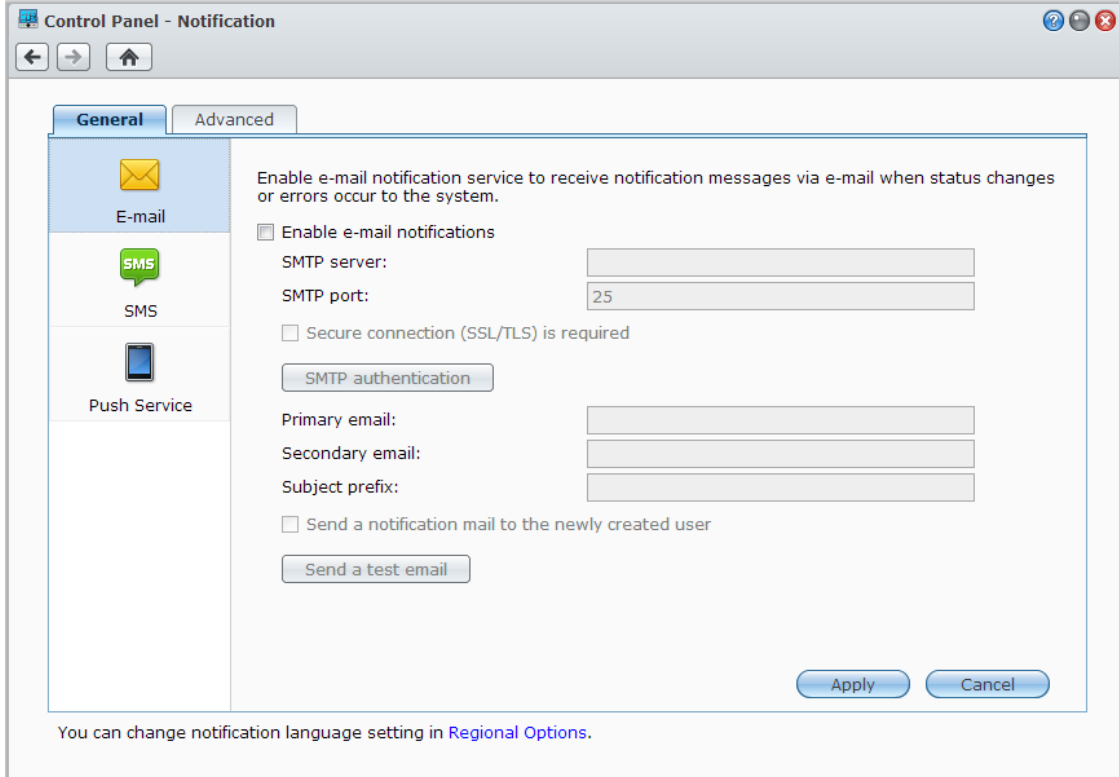 Control Panel - Notification
General
Advanced
E-mail
SMS
SMS
Push Service
Enable e-mail notification service to receive notification messages via e-mail when status changes
or errors occur to the system.
Enable e-mail notifications
SMTP server:
SMTP port: 25
Secure connection (SSL/TLS) is required
SMTP authentication
Primary email:
Secondary email:
Subject prefix:
Send a notification mail to the newly created user
Send a test email
Apply
Cancel
You can change notification language setting in Regional Options.